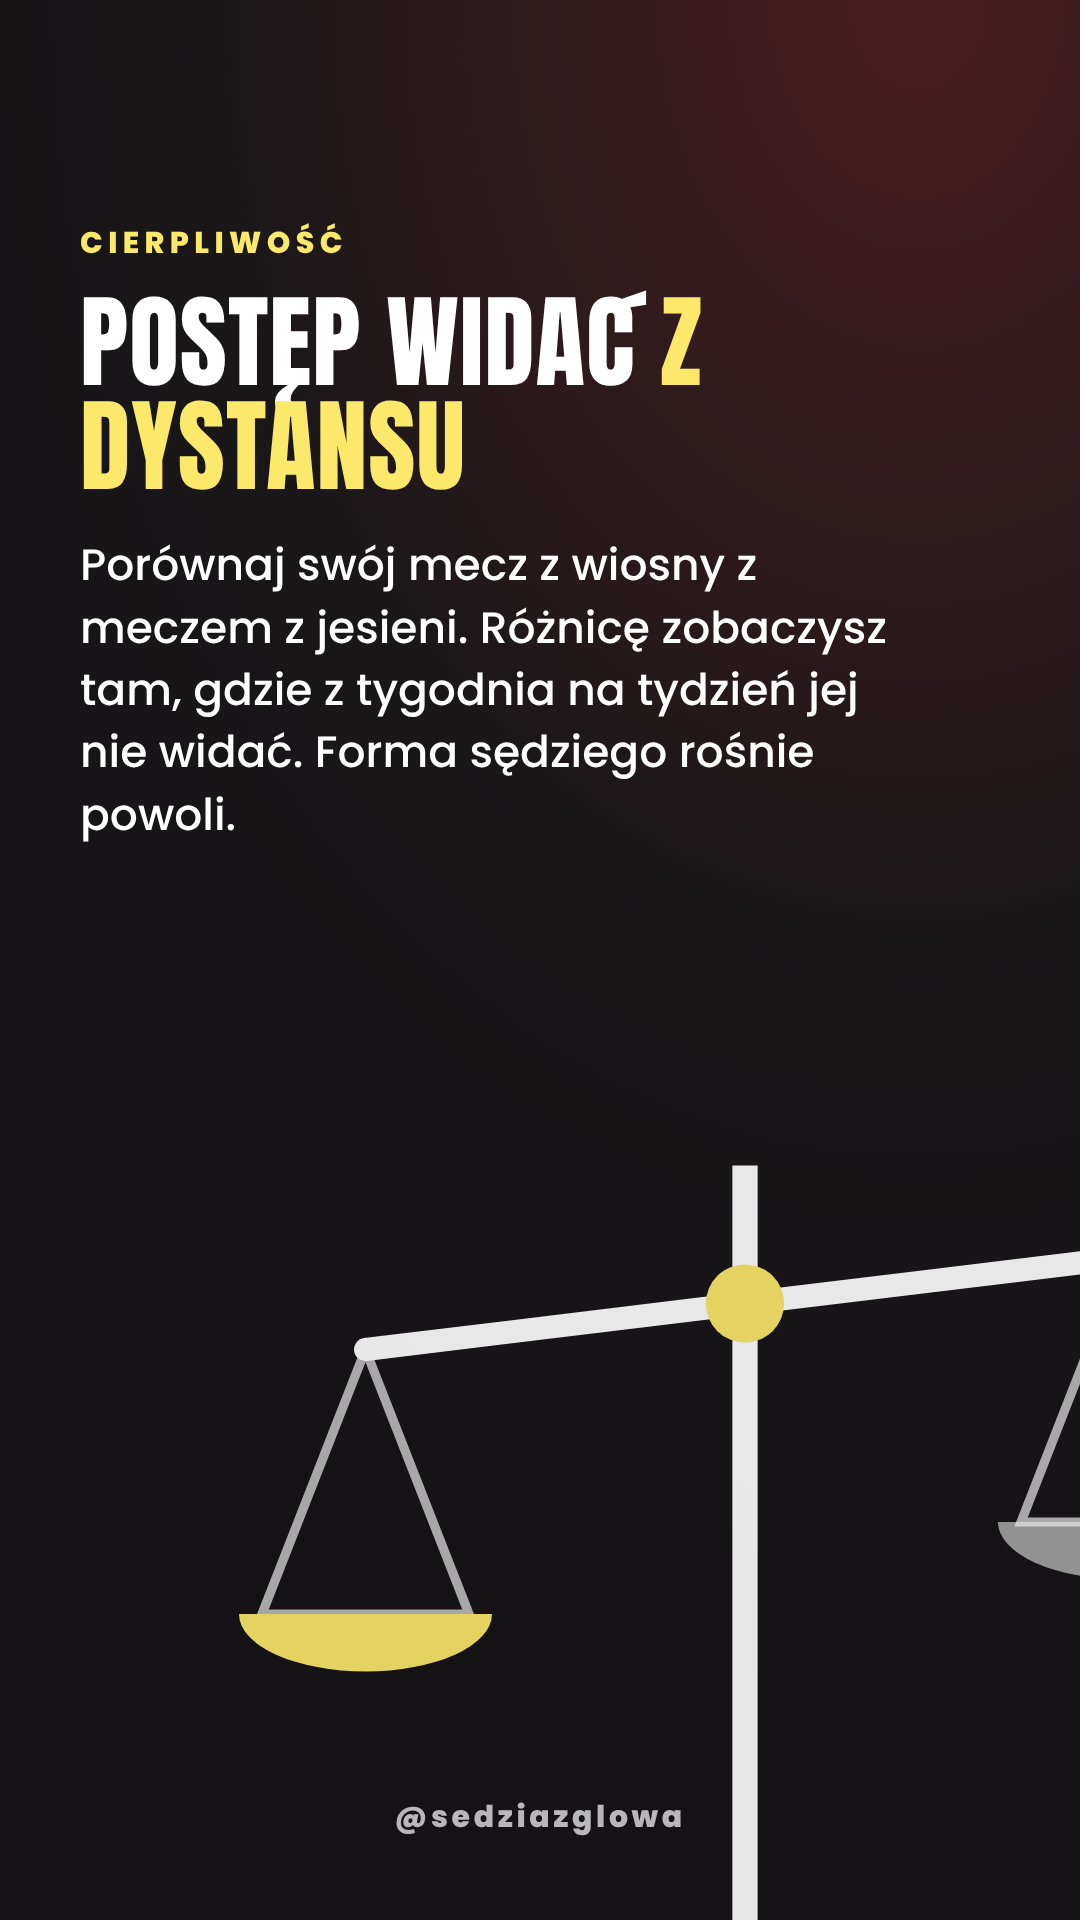 CIERPLIWOŚĆ
POSTĘP WIDAĆ Z
DYSTANSU
Porównaj swój mecz z wiosny z
meczem z jesieni. Różnicę zobaczysz
tam, gdzie z tygodnia na tydzień jej
nie widać. Forma sędziego rośnie
powoli.
@sedziazglowa